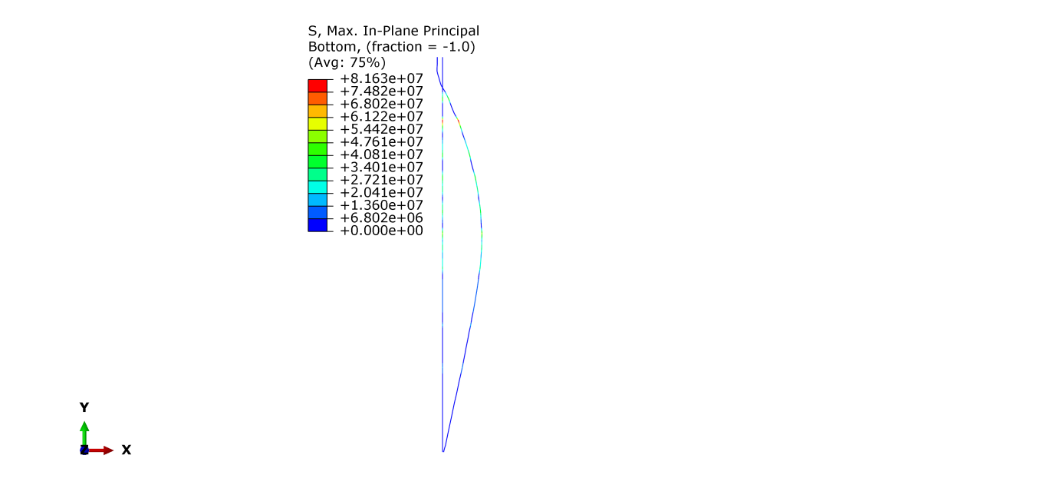 S, Max. In-Plane Principal
Bottom, (fraction = -1.0)
(Avg: 75%)
+8.163e+07
+7.482e+07
+6.802e+07
+6.122e+07
+5.442e+07
+4.761e+07
+4.081e+07
+3.401e+07
+2.721e+07
+2.041e+07
+1.360e+07
+6.802e+06
+0.000e+00
Y
X